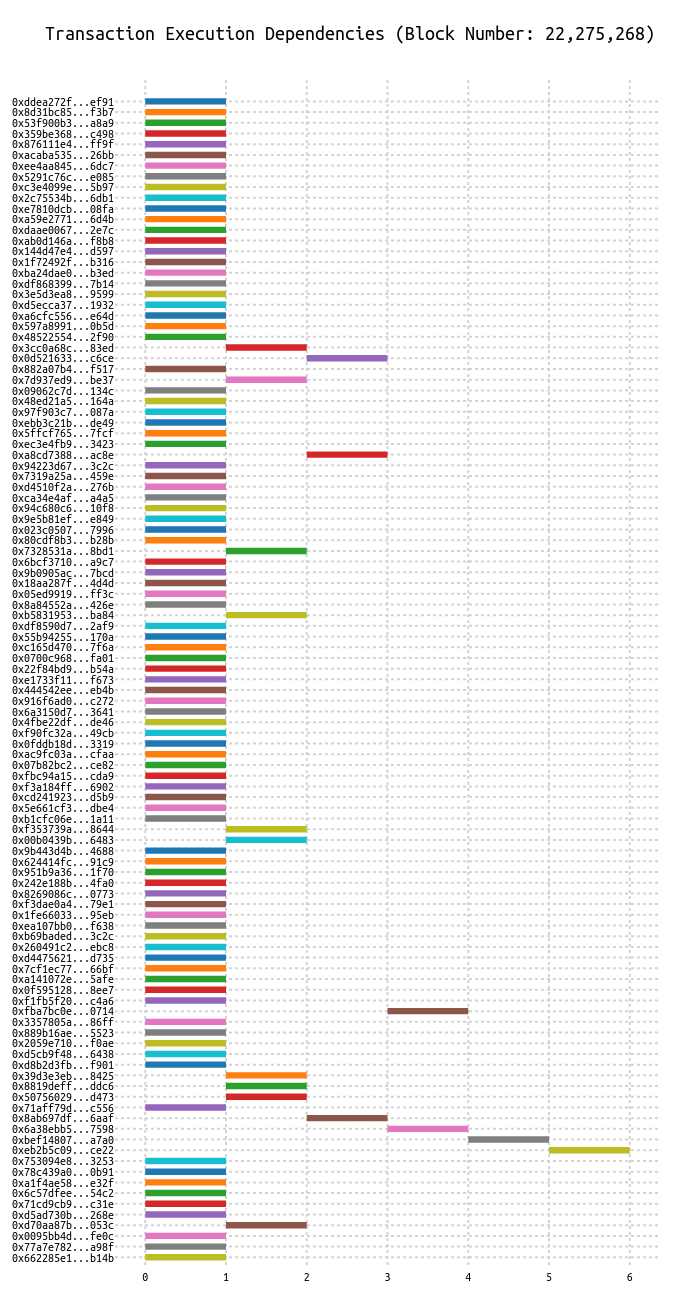 Transaction Execution Dependencies (Block Number: 22,275,268)
0xddea272f...ef91
0x8d31bc85...f3b7
0x53f900b3...a8a9
0x359be368...c498
0x876111e4...ff9f
0xacaba535...26bb
0xee4aa845...6dc7
0x5291c76c...e085
0xc3e4099e...5b97
0x2c75534b...6db1
0xe7810dcb...08fa
0xa59e2771...6d4b
0xdaae0067...2e7c
0xab0d146a...f8b8
0x144d47e4...d597
0x1f72492f...b316
0xba24dae0...b3ed
0xdf868399...7b14
0x3e5d3ea8...9599
0xd5ecca37...1932
0xa6cfc556...e64d
0x597a8991...0b5d
0x48522554...2f90
0x3cc0a68c...83ed
0x0d521633...c6ce
0x882a07b4...f517
0x7d937ed9...be37
0x09062c7d...134c
0x48ed21a5...164a
0x97f903c7...087a
0xebb3c21b...de49
0x5ffcf765...7fcf
0xec3e4fb9...3423
0xa8cd7388...ac8e
0x94223d67...3c2c
0x7319a25a...459e
0xd4510f2a...276b
0xca34e4af...a4a5
0x94c680c6...10f8
0x9e5b81ef...e849
0x023c0507...7996
0x80cdf8b3...b28b
0x7328531a...8bd1
0x6bcf3710...a9c7
0x9b0905ac...7bcd
0x18aa287f...4d4d
0x05ed9919...ff3c
0x8a84552a...426e
0xb5831953...ba84
0xdf8590d7...2af9
0x55b94255...170a
0xc165d470...7f6a
0x0700c968...fa01
0x22f84bd9...b54a
0xe1733f11...f673
0x444542ee...eb4b
0x916f6ad0...c272
0x6a3150d7...3641
0x4fbe22df...de46
0xf90fc32a...49cb
0x0fddb18d...3319
0xac9fc03a...cfaa
0x07b82bc2...ce82
0xfbc94a15...cda9
0xf3a184ff...6902
0xcd241923...d5b9
0x5e661cf3...dbe4
0xb1cfc06e...1a11
0xf353739a...8644
0x00b0439b...6483
0x9b443d4b...4688
0x624414fc...91c9
0x951b9a36...1f70
0x242e188b...4fa0
0x8269086c...0773
0xf3dae0a4...79e1
0x1fe66033...95eb
0xea107bb0...f638
0xb69baded...3c2c
0x260491c2...ebc8
0xd4475621...d735
0x7cf1ec77...66bf
0xa141072e...5afe
0x0f595128...8ee7
0xf1fb5f20...c4a6
0xfba7bc0e...0714
0x3357805a...86ff
0x889b16ae...5523
0x2059e710...f0ae
0xd5cb9f48...6438
0xd8b2d3fb...f901
0x39d3e3eb...8425
0x8819deff...ddc6
0x50756029...d473
0x71aff79d...c556
0x8ab697df...6aaf
0x6a38ebb5...7598
0xbef14807...a7a0
0xeb2b5c09...ce22
0x753094e8...3253
0x78c439a0...0b91
0xa1f4ae58...e32f
0x6c57dfee...54c2
0x71cd9cb9...c31e
0xd5ad730b...268e
0xd70aa87b...053c
0x0095bb4d...fe0c
0x77a7e782...a98f
0x662285e1...b14b
0 1 2 3 4 5 6